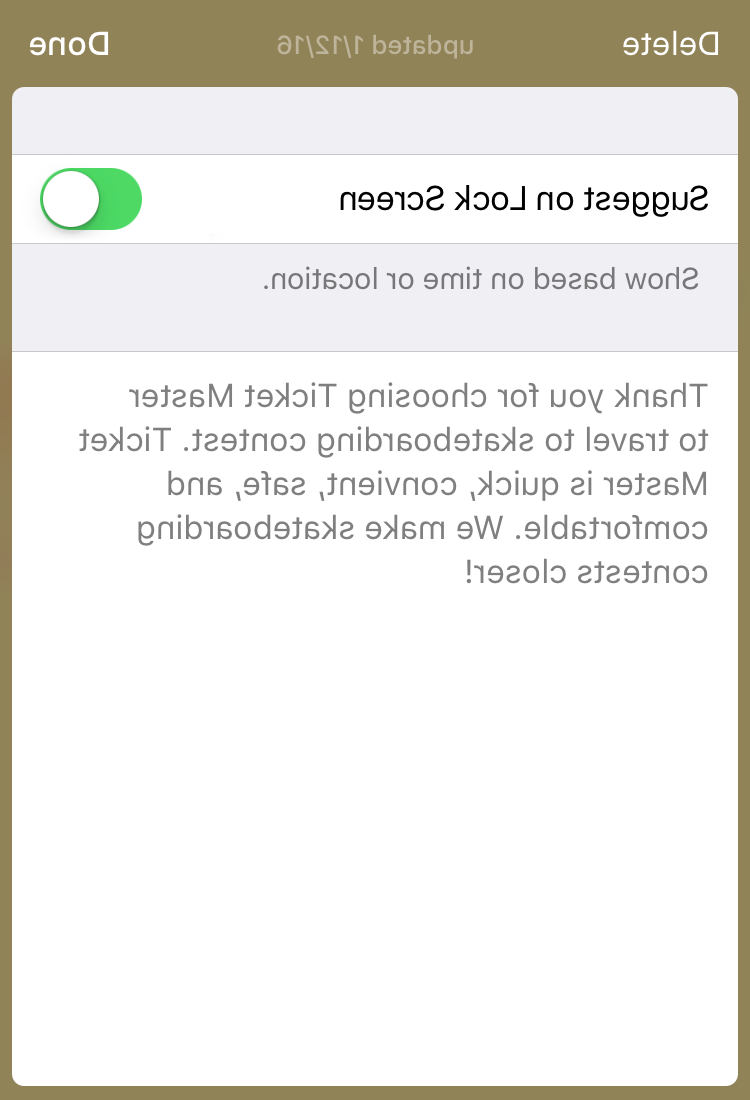 Delete
updated 1/12/16
Done
Suggest on Lock Screen
Show based on time or location.
Thank you for choosing Ticket Master
to travel to skateboarding contest. Ticket
Master is quick, convient, safe, and
comfortable. We make skateboarding
contests closer!